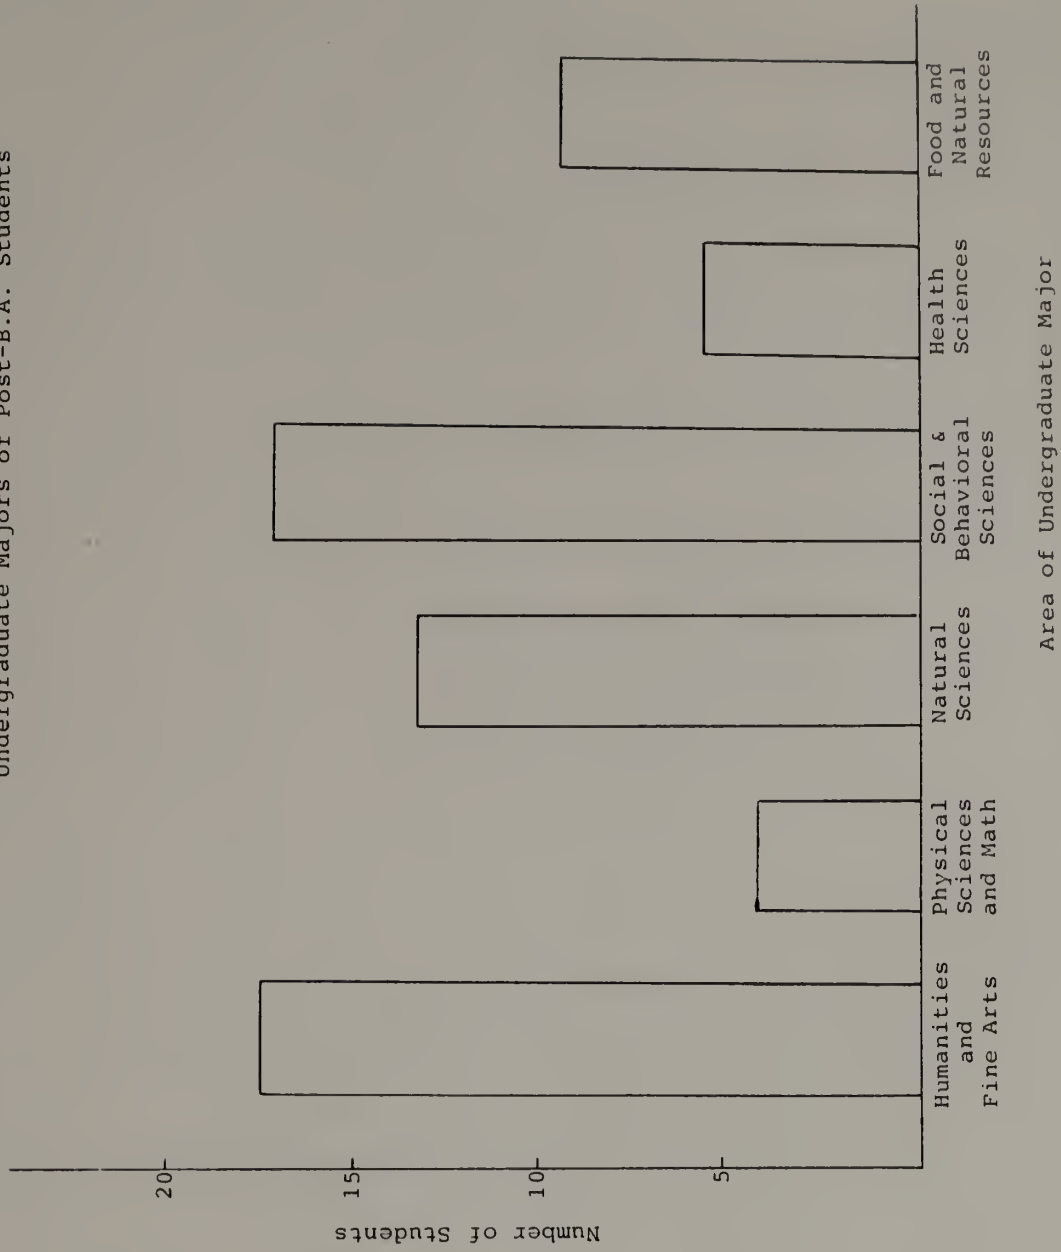 Undergraduate Majors of Post-B.A. Students
Number of Students
20
15
10
5
Humanities
and
Fine Arts
Physical
Sciences
and Math
Natural
Sciences
Social &
Behavioral
Sciences
Health
Sciences
Food and
Natural
Resources
Area of Undergraduate Major